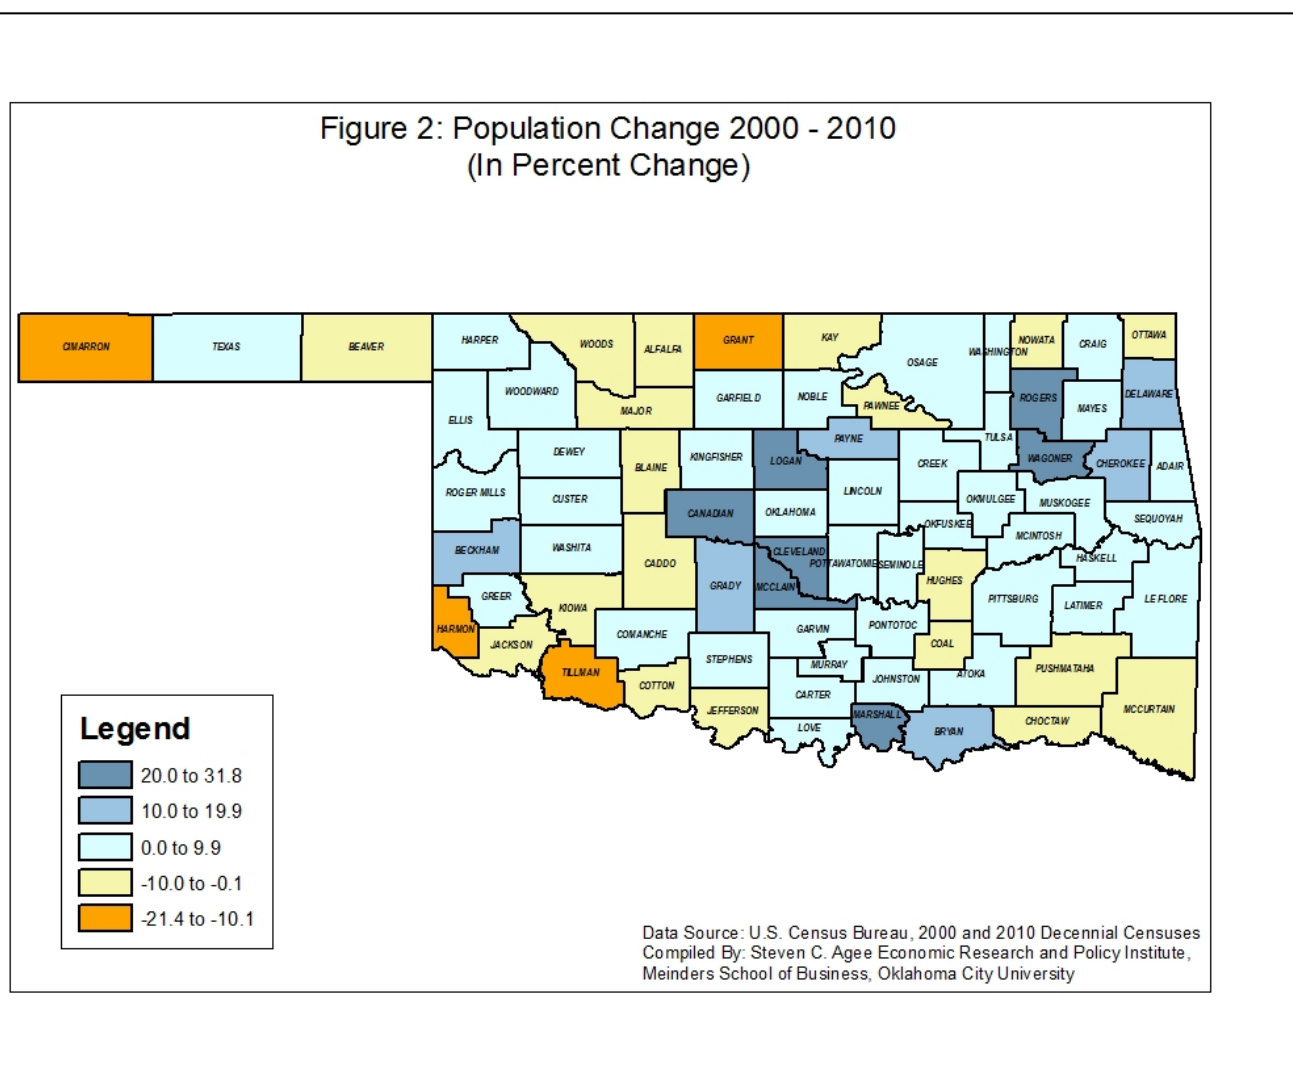 Figure 2: Population Change 2000 - 2010
(In Percent Change)
CIMARRON
TEXAS
BEAVER
HARPER
WOODS
ALFALFA
GRANT
KAY
OSAGE
WASHINGTON
NOWATA
CRAIG
OTTAWA
WOODWARD
ELLIS
MAJOR
GARFIELD
NOBLE
PAWNEE
ROGERS
MAYES
DELAWARE
DEWEY
BLAINE
KINGFISHER
LOGAN
PAYNE
CREEK
TULSA
WAGONER
CHEROKEE
ADAIR
ROGER MILLS
CUSTER
CANADIAN
OKLAHOMA
LINCOLN
OKMULGEE
MUSKOGEE
SEQUOYAH
OKFUSKEE
MCINTOSH
BECKHAM
WASHITA
CADDO
GRADY
CLEVELAND
MCCLAIN
POTTAWATOMIE
SEMINOLE
HUGHES
HASKELL
PITTSBURG
LATIMER
LE FLORE
GREER
KIOWA
HARMON
JACKSON
COMANCHE
GARVIN
PONTOTOC
COAL
TILLMAN
COTTON
STEPHENS
MURRAY
JOHNSTON
ATOKA
PUSHMATAHA
JEFFERSON
CARTER
LOVE
MARSHALL
BRYAN
CHOCTAW
MCCURTAIN
Legend
20.0 to 31.8
10.0 to 19.9
0.0 to 9.9
-10.0 to -0.1
-21.4 to -10.1
Data Source: U.S. Census Bureau, 2000 and 2010 Decennial Censuses
Compiled By: Steven C. Agee Economic Research and Policy Institute,
Meinders School of Business, Oklahoma City University